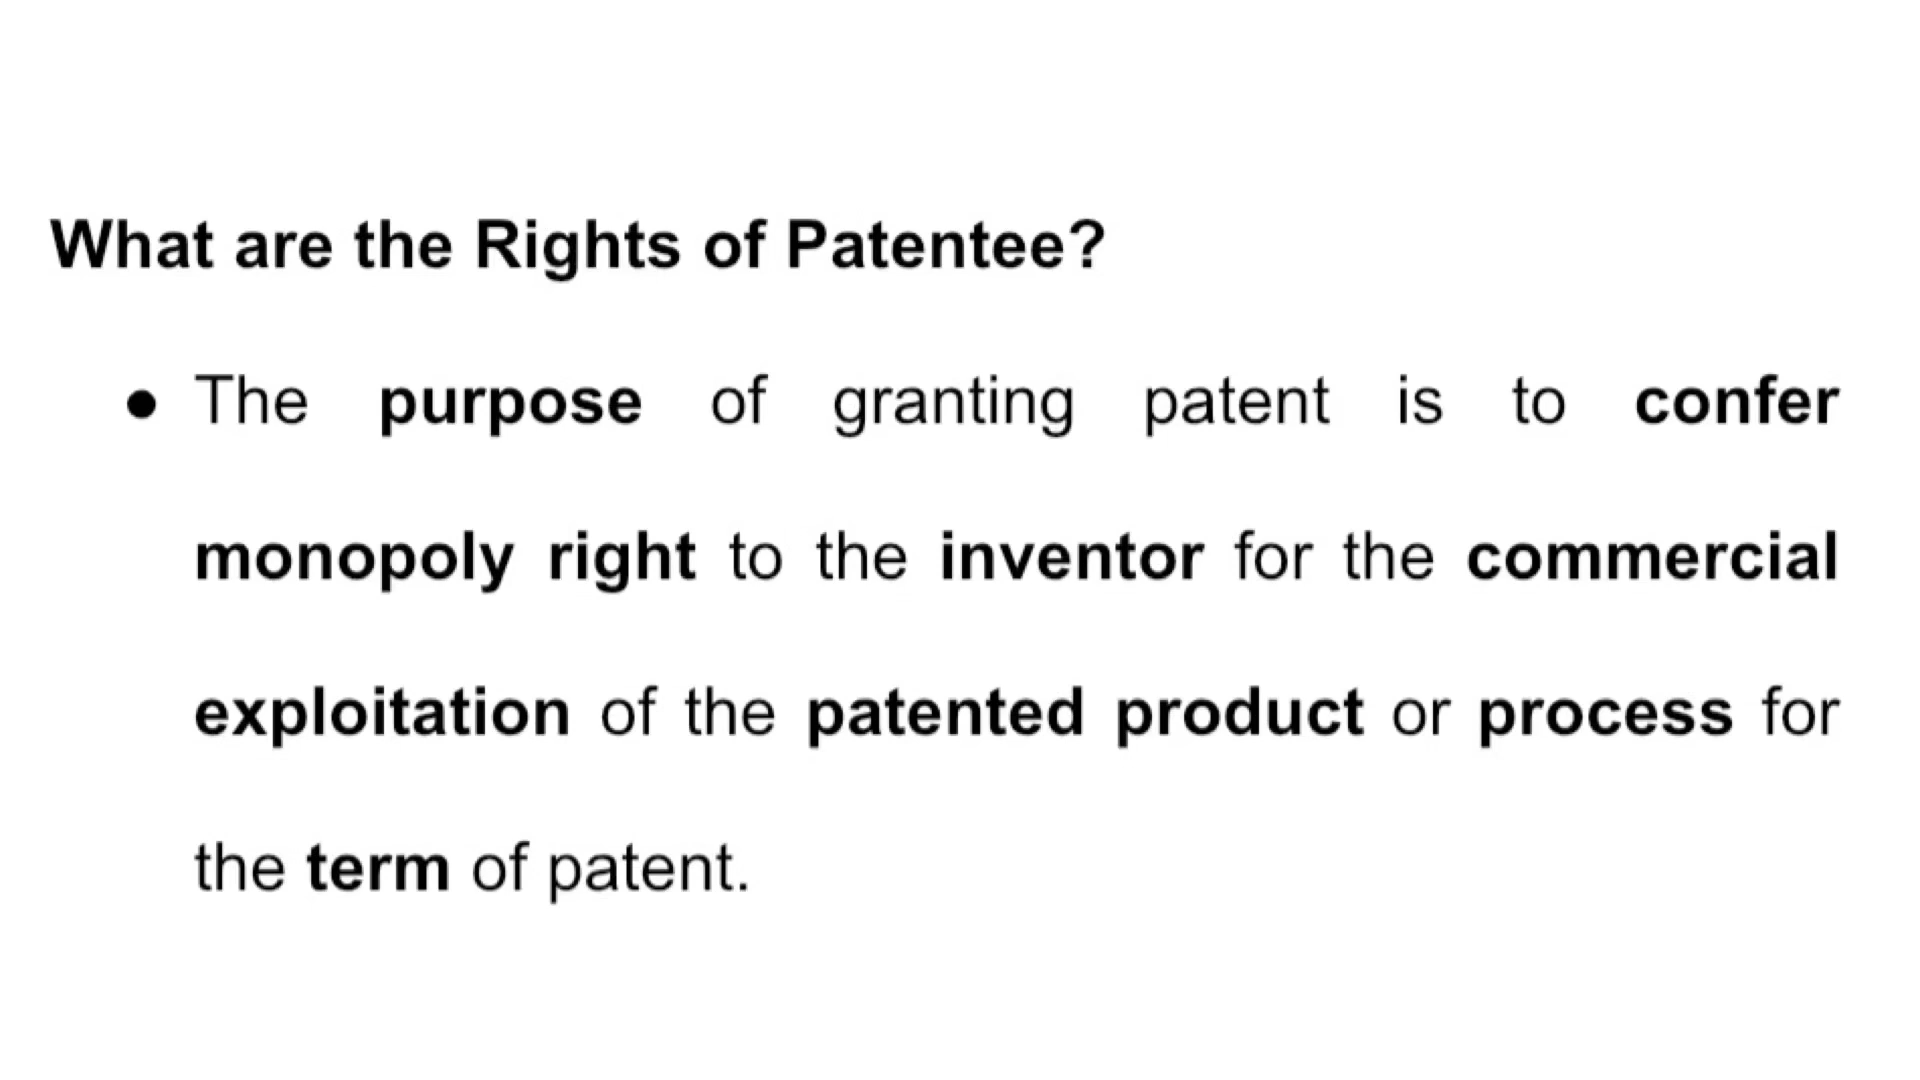 What are the Rights of Patentee?
● The purpose of granting patent is to confer
monopoly right to the inventor for the commercial
exploitation of the patented product or process for
the term of patent.